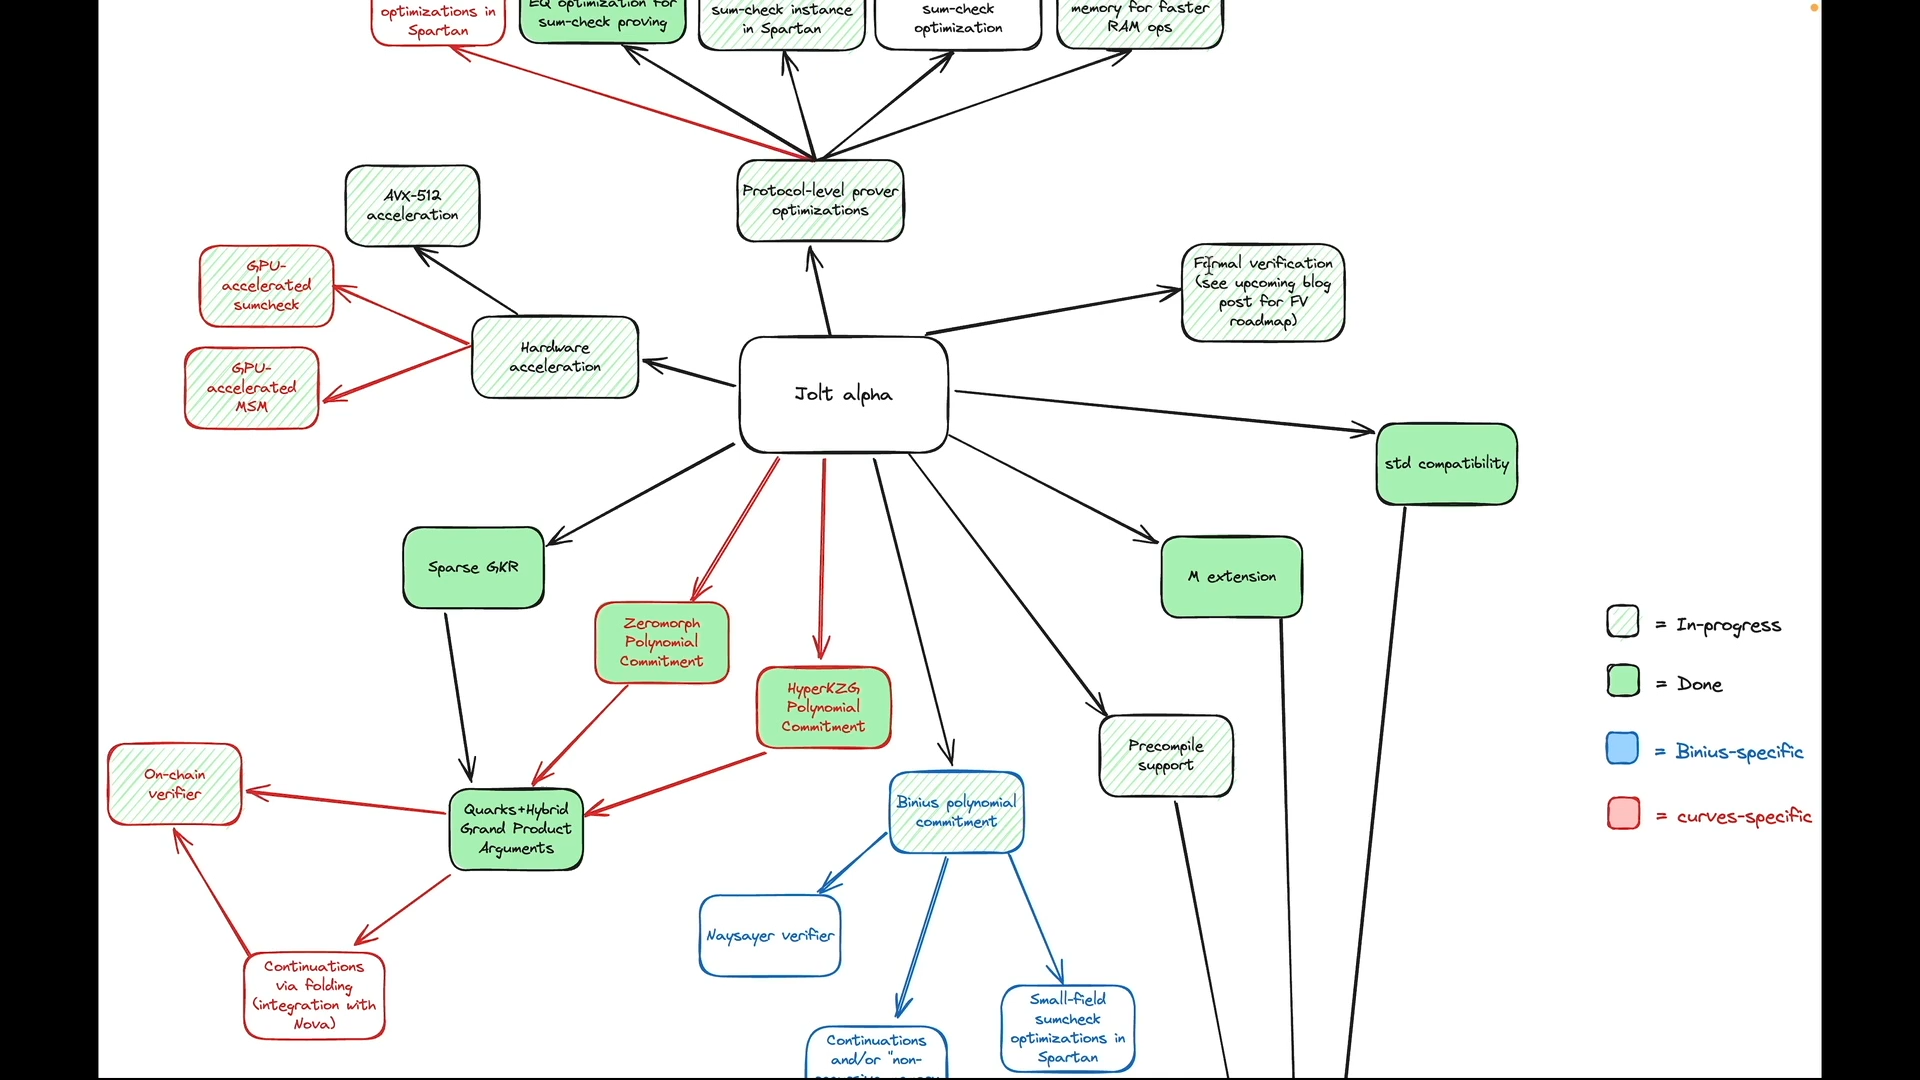 optimizations in
Spartan
EQ optimization for
sum-check proving
sum-check instance
in Spartan
sum-check
optimization
memory for faster
RAM ops
AVX-512
acceleration
Protocol-level prover
optimizations
GPU-
accelerated
sumcheck
Formal verification
(see upcoming blog
post for FV
roadmap)
Hardware
acceleration
GPU-
accelerated
MSM
Jolt alpha
std compatibility
Sparse GKR
M extension
Zeromorph
Polynomial
Commitment
HyperKZG
Polynomial
Commitment
= In-progress
= Done
= Binius-specific
= curves-specific
Precompile
support
On-chain
verifier
Quarks+Hybrid
Grand Product
Arguments
Binius polynomial
commitment
Naysayer verifier
Continuations
via folding
(integration with
Nova)
Small-field
sumcheck
optimizations in
Spartan
Continuations
and/or "non-